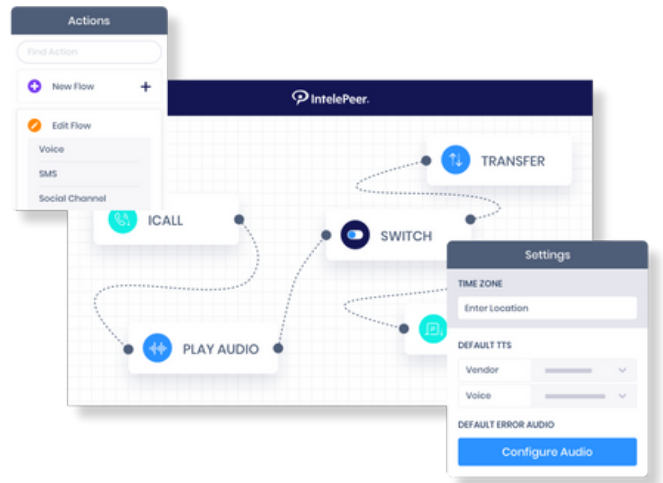 Actions
Find Action
New Flow +
Edit Flow
Voice
SMS
Social Channel
IntelePeer.
TRANSFER
ICALL
SWITCH
PLAY AUDIO
Settings
TIME ZONE
Enter Location
DEFAULT TTS
Vendor
Voice
DEFAULT ERROR AUDIO
Configure Audio